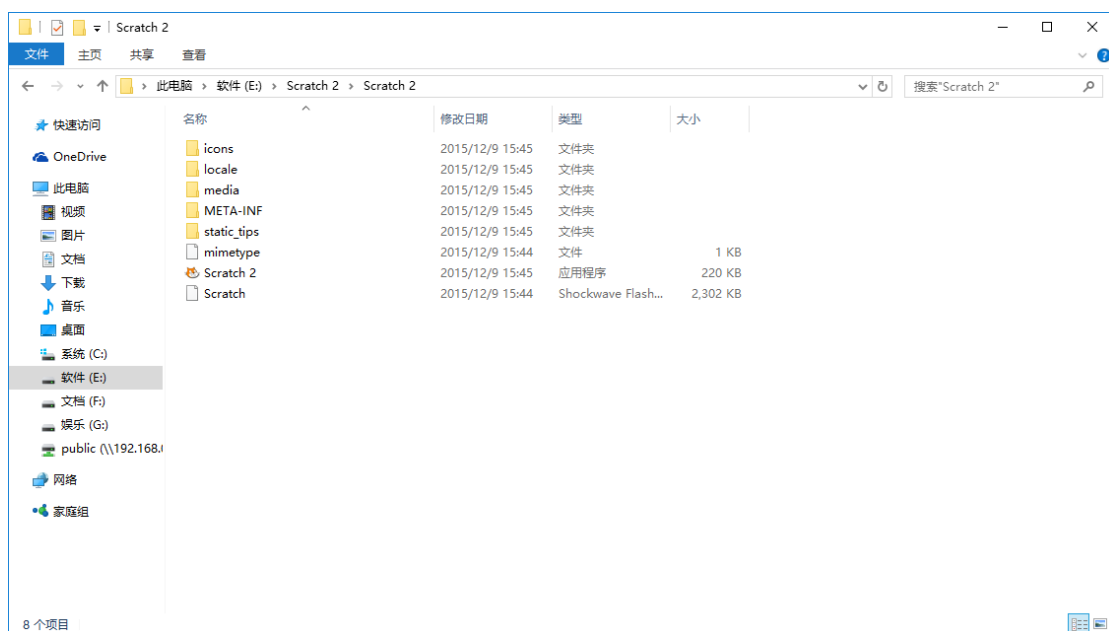 Scratch 2
文件 主页 共享 查看
此电脑 软件 (E:) Scratch 2 Scratch 2 搜索"Scratch 2"
名称 修改日期 类型 大小
快速访问
OneDrive
此电脑
视频
图片
文档
下载
音乐
桌面
系统 (C:)
软件 (E:)
文档 (F:)
娱乐 (G:)
public (\\192.168.
网络
家庭组
icons 2015/12/9 15:45 文件夹
locale 2015/12/9 15:45 文件夹
media 2015/12/9 15:45 文件夹
META-INF 2015/12/9 15:45 文件夹
static_tips 2015/12/9 15:45 文件夹
mimetype 2015/12/9 15:44 文件 1 KB
Scratch 2 2015/12/9 15:45 应用程序 220 KB
Scratch 2015/12/9 15:44 Shockwave Flash... 2,302 KB
8 个项目